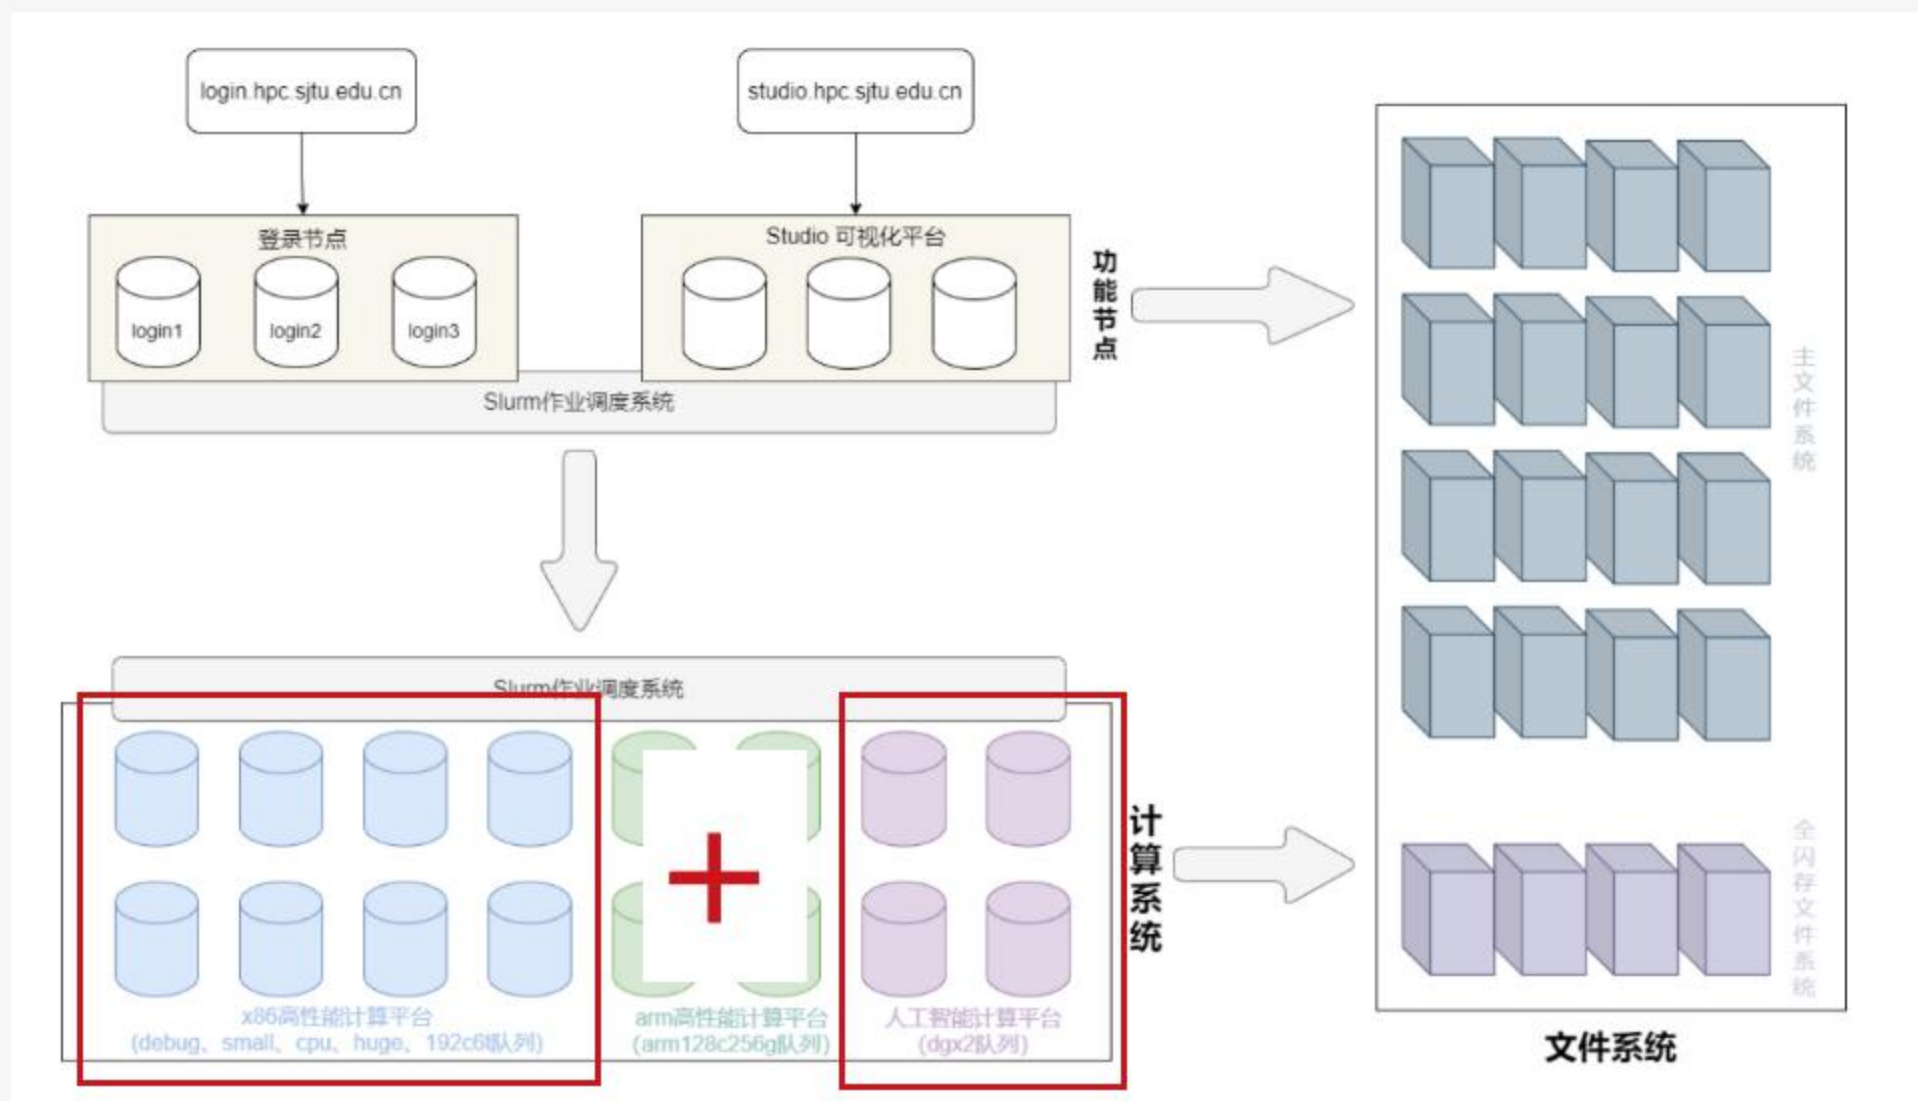 login.hpc.sjtu.edu.cn
studio.hpc.sjtu.edu.cn
登录节点
login1
login2
login3
Studio 可视化平台
功能节点
Slurm作业调度系统
主文件系统
Slurm作业调度系统
计算系统
全闪存文件系统
x86高性能计算平台
(debug、small、cpu、huge、192c6t队列)
arm高性能计算平台
(arm128c256g队列)
人工智能计算平台
(dgx2队列)
文件系统